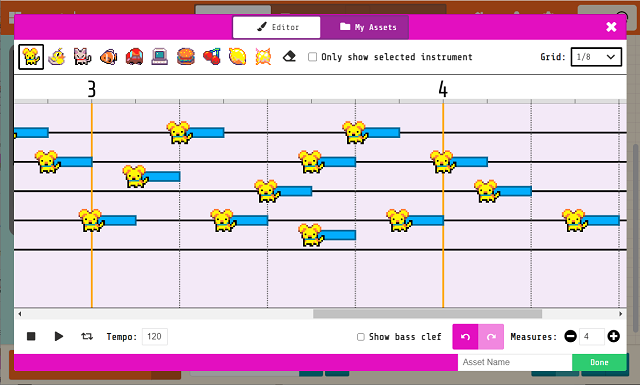 Editor My Assets
Only show selected instrument Grid: 1/8
3 4
Tempo: 120 Show bass clef Measures: 4
Asset Name Done